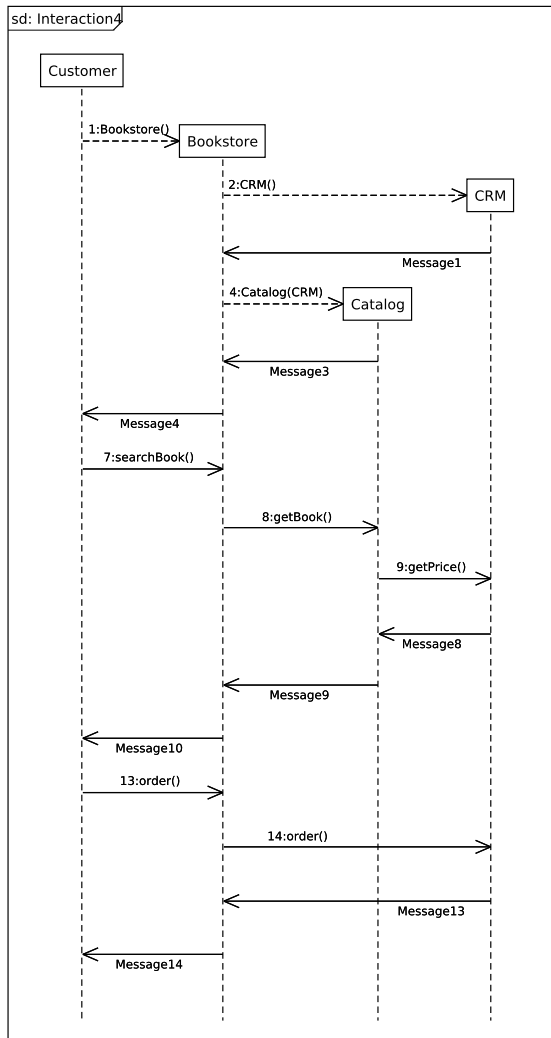 sd: Interaction4
Customer
1:Bookstore()
Bookstore
2:CRM()
CRM
Message1
4:Catalog(CRM)
Catalog
Message3
Message4
7:searchBook()
8:getBook()
9:getPrice()
Message8
Message9
Message10
13:order()
14:order()
Message13
Message14